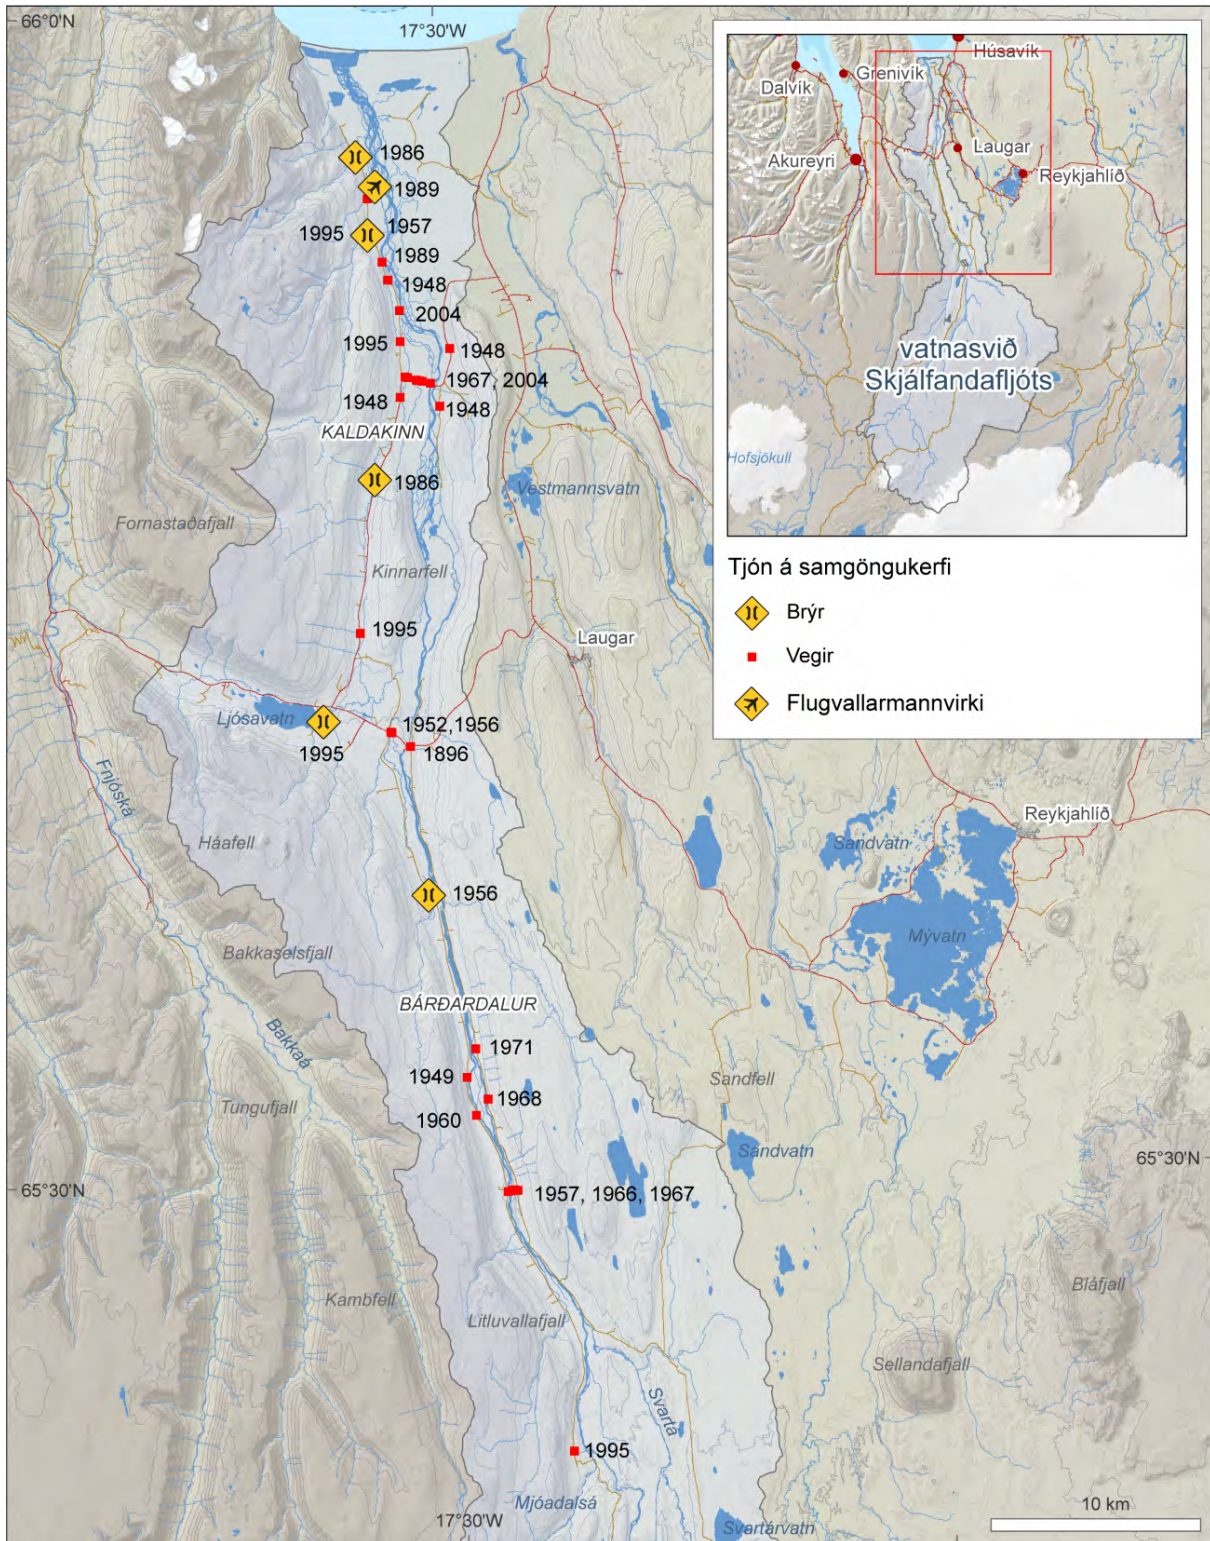 66°0'N
17°30'W
1986
1989
1995
1957
1989
1948
2004
1995
1948
1967, 2004
1948
1948
KALDAKINN
1986
Vestmannsvatn
Fornastaðafjall
Kinnarfell
1995
Laugar
Ljósavatn
1952, 1956
1995
1896
Fnjóská
Háafell
1956
Bakkaselsfjall
BÁRÐARDALUR
Bakkaá
1971
1949
1968
1960
Tungufjall
65°30'N
1957, 1966, 1967
Kambfell
Litluvallafjall
Svartá
1995
Mjóadalsá
17°30'W
Svartárvatn
Reykjahlíð
Sandvatn
Mývatn
Sandfell
Sandvatn
65°30'N
Bláfjall
Sellandafjall
10 km
Húsavík
Grenivík
Dalvík
Laugar
Akureyri
Reykjahlíð
vatnasvið
Skjálfandafljóts
Hofsjökull
Tjón á samgöngukerfi
Brýr
Vegir
Flugvallarmannvirki